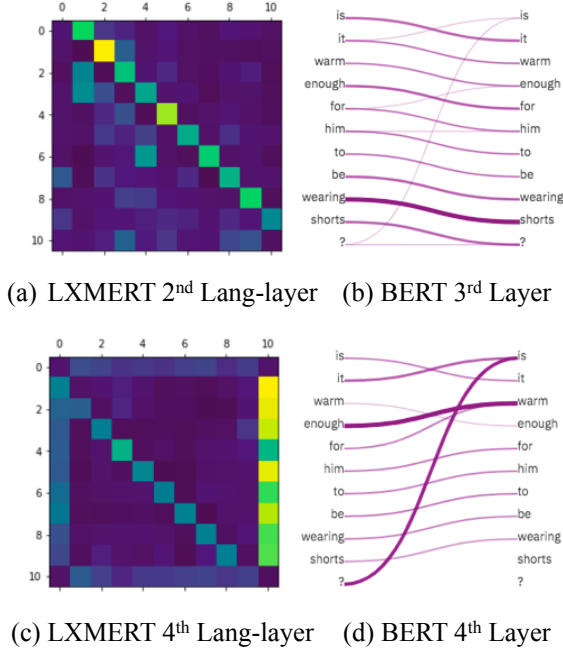 0 2 4 6 8 10
0
2
4
6
8
10
is is
it it
warm warm
enough enough
for for
him him
to to
be be
wearing wearing
shorts shorts
? ?
(a) LXMERT 2nd Lang-layer (b) BERT 3rd Layer
0 2 4 6 8 10
0
2
4
6
8
10
is is
it it
warm warm
enough enough
for for
him him
to to
be be
wearing wearing
shorts shorts
? ?
(c) LXMERT 4th Lang-layer (d) BERT 4th Layer